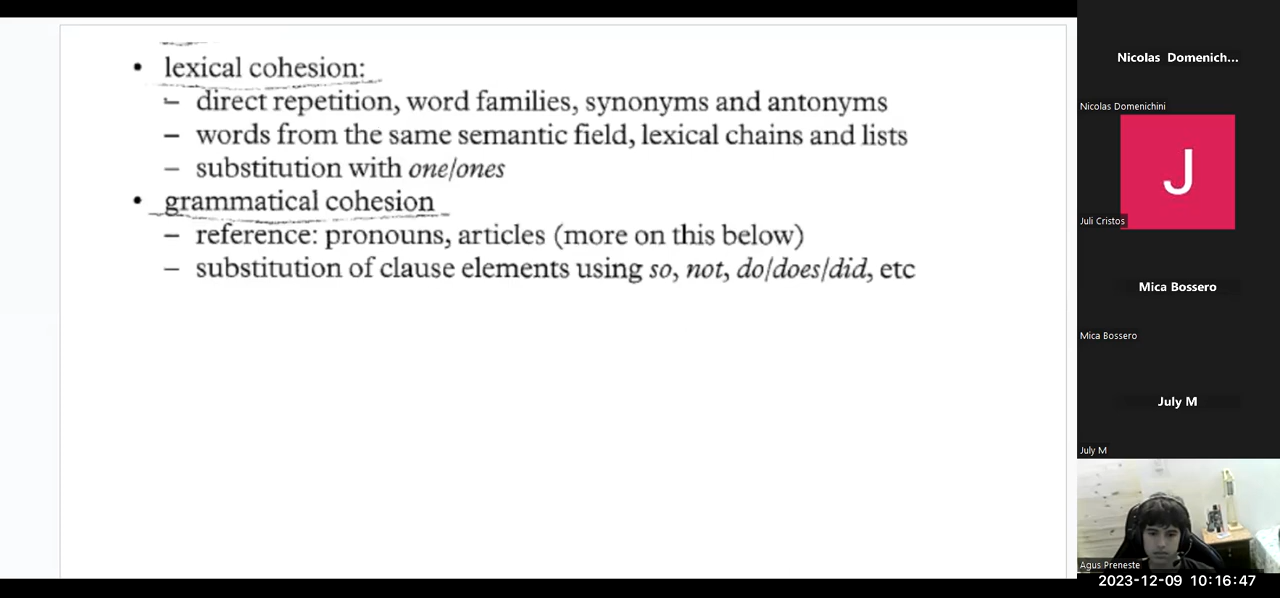 • lexical cohesion:
– direct repetition, word families, synonyms and antonyms
– words from the same semantic field, lexical chains and lists
– substitution with one/ones
• grammatical cohesion
– reference: pronouns, articles (more on this below)
– substitution of clause elements using so, not, do/does/did, etc
Nicolas Domenich...
Nicolas Domenichini
J
Juli Cristos
Mica Bossero
Mica Bossero
July M
July M
Agus Preneste
2023-12-09 10:16:47